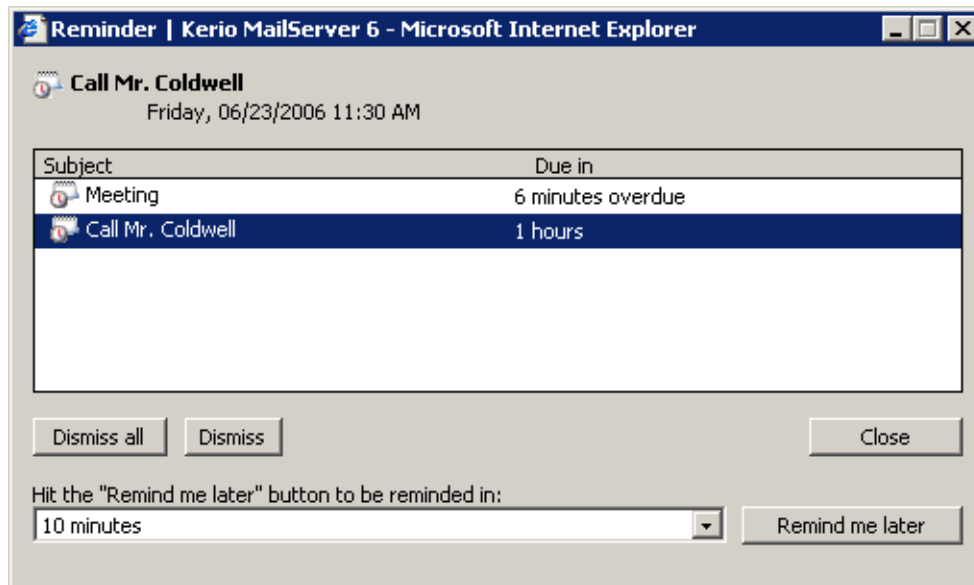 Reminder | Kerio MailServer 6 - Microsoft Internet Explorer
Call Mr. Coldwell
Friday, 06/23/2006 11:30 AM
Subject Due in
Meeting 6 minutes overdue
Call Mr. Coldwell 1 hours
Dismiss all Dismiss Close
Hit the "Remind me later" button to be reminded in:
10 minutes Remind me later